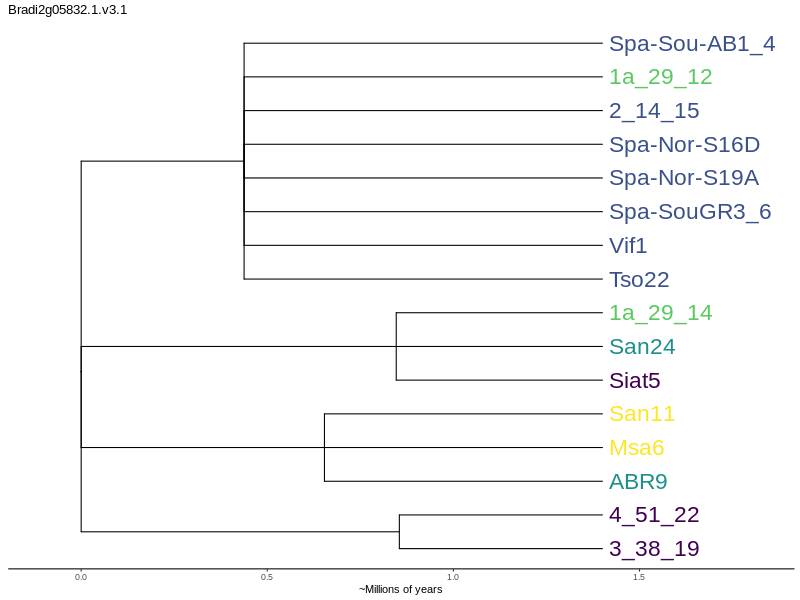 Bradi2g05832.1.v3.1
Spa-Sou-AB1_4
1a_29_12
2_14_15
Spa-Nor-S16D
Spa-Nor-S19A
Spa-SouGR3_6
Vif1
Tso22
1a_29_14
San24
Siat5
San11
Msa6
ABR9
4_51_22
3_38_19
0.0 0.5 1.0 1.5
~Millions of years